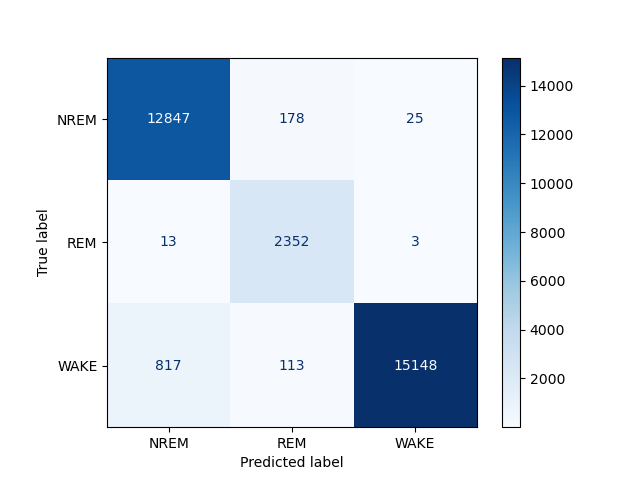 14000
NREM 12847 178 25
12000
10000
REM 13 2352 3
8000
6000
4000
WAKE 817 113 15148
2000
NREM REM WAKE
Predicted label
True label